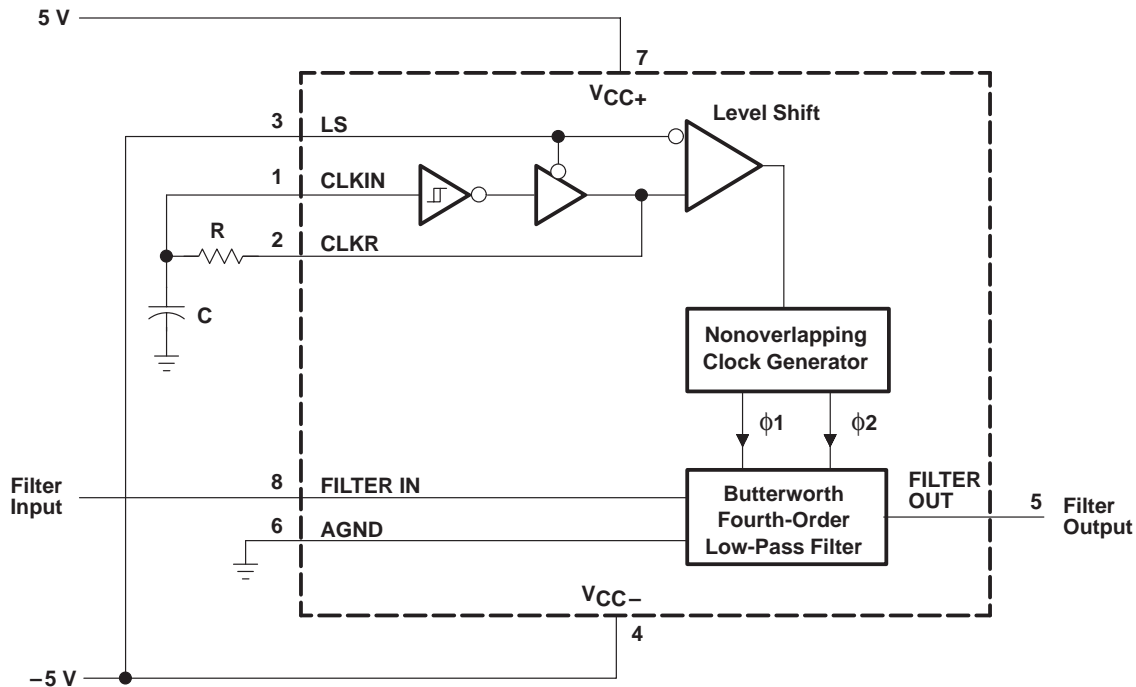 5 V
7
VCC+
3
LS
Level Shift
1
CLKIN
R
2
CLKR
C
Nonoverlapping
Clock Generator
ϕ1
ϕ2
Filter
Input
8
FILTER IN
6
AGND
Butterworth
Fourth-Order
Low-Pass Filter
FILTER
OUT
5
Filter
Output
VCC–
4
–5 V